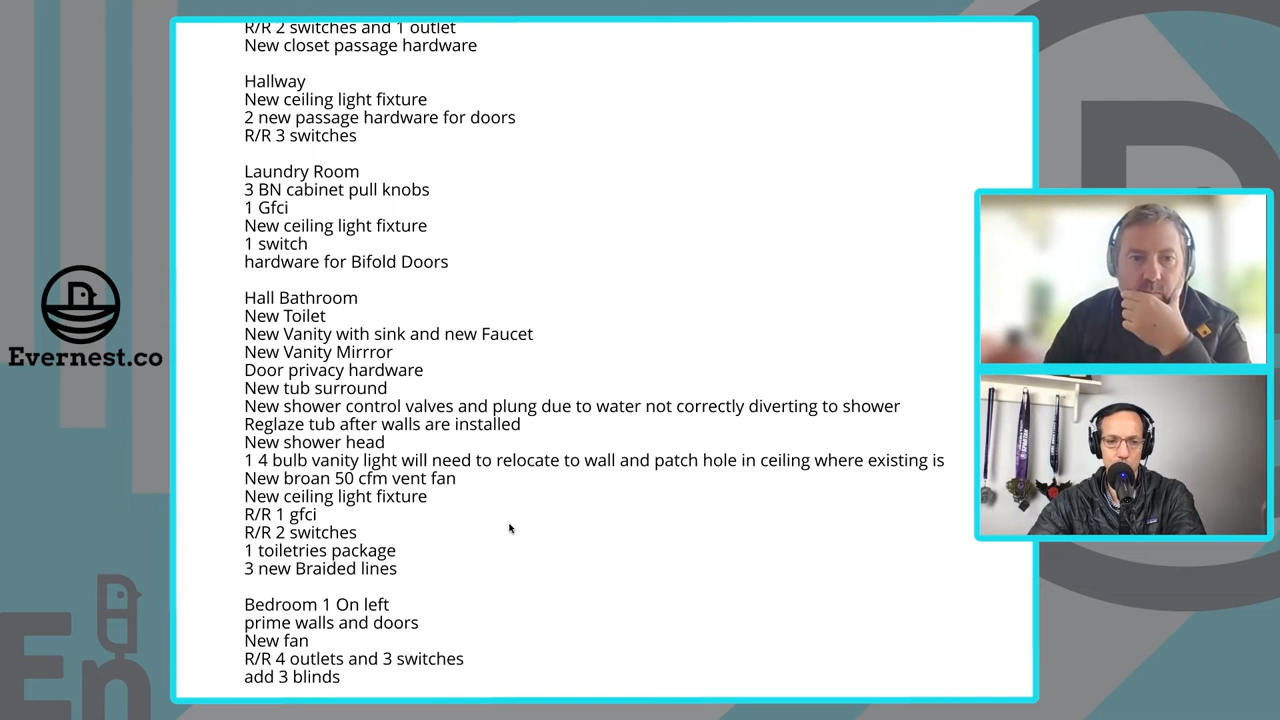 R/R 2 switches and 1 outlet
New closet passage hardware
Hallway
New ceiling light fixture
2 new passage hardware for doors
R/R 3 switches
Laundry Room
3 BN cabinet pull knobs
1 Gfci
New ceiling light fixture
1 switch
hardware for Bifold Doors
Hall Bathroom
New Toilet
New Vanity with sink and new Faucet
New Vanity Mirrror
Door privacy hardware
New tub surround
New shower control valves and plung due to water not correctly diverting to shower
Reglaze tub after walls are installed
New shower head
1 4 bulb vanity light will need to relocate to wall and patch hole in ceiling where existing is
New broan 50 cfm vent fan
New ceiling light fixture
R/R 1 gfci
R/R 2 switches
1 toiletries package
3 new Braided lines
Bedroom 1 On left
prime walls and doors
New fan
R/R 4 outlets and 3 switches
add 3 blinds
Evernest.co
En